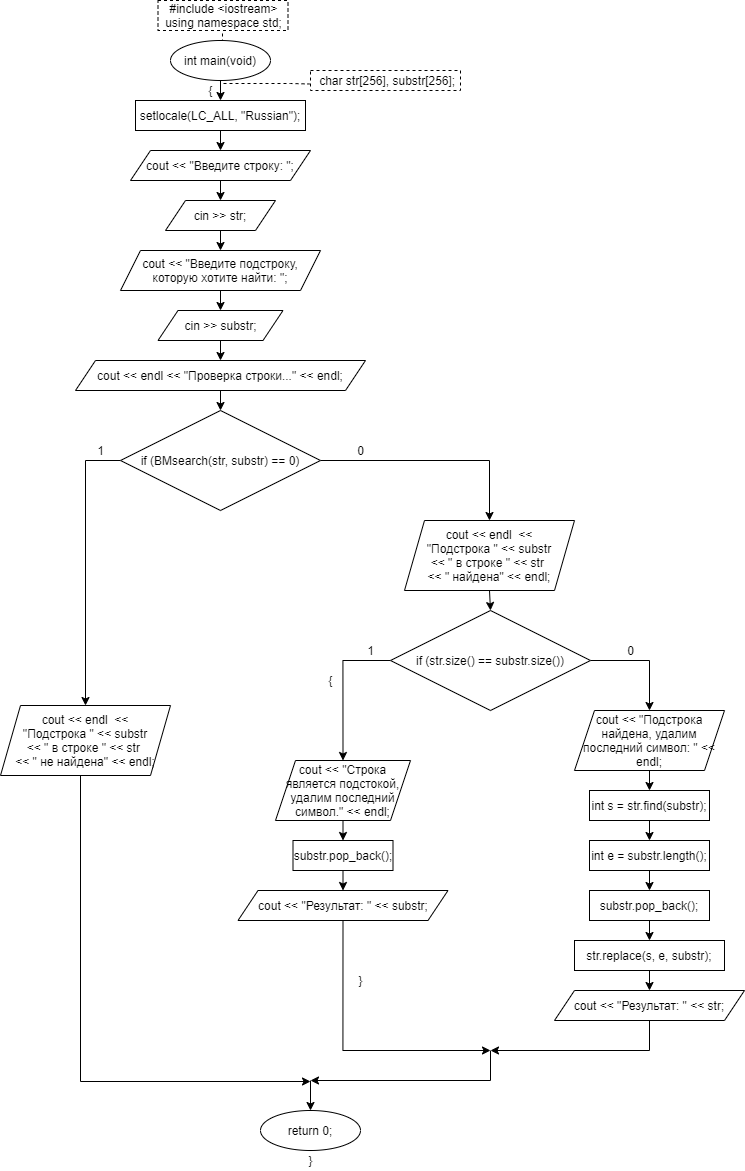 #include <iostream>
using namespace std;
int main(void)
char str[256], substr[256];
{
setlocale(LC_ALL, "Russian");
cout << "Введите строку: ";
cin >> str;
cout << "Введите подстроку,
которую хотите найти: ";
cin >> substr;
cout << endl << "Проверка строки..." << endl;
if (BMsearch(str, substr) == 0)
1
0
cout << endl  <<
"Подстрока " << substr
<< " в строке " << str
<< " найдена" << endl;
if (str.size() == substr.size())
1
0
{
cout << endl  <<
"Подстрока " << substr
<< " в строке " << str
<< " не найдена" << endl;
cout << "Строка
является подстокой,
удалим последний
символ." << endl;
substr.pop_back();
cout << "Результат: " << substr;
}
cout << "Подстрока
найдена, удалим
последний символ: " <<
endl;
int s = str.find(substr);
int e = substr.length();
substr.pop_back();
str.replace(s, e, substr);
cout << "Результат: " << str;
return 0;
}